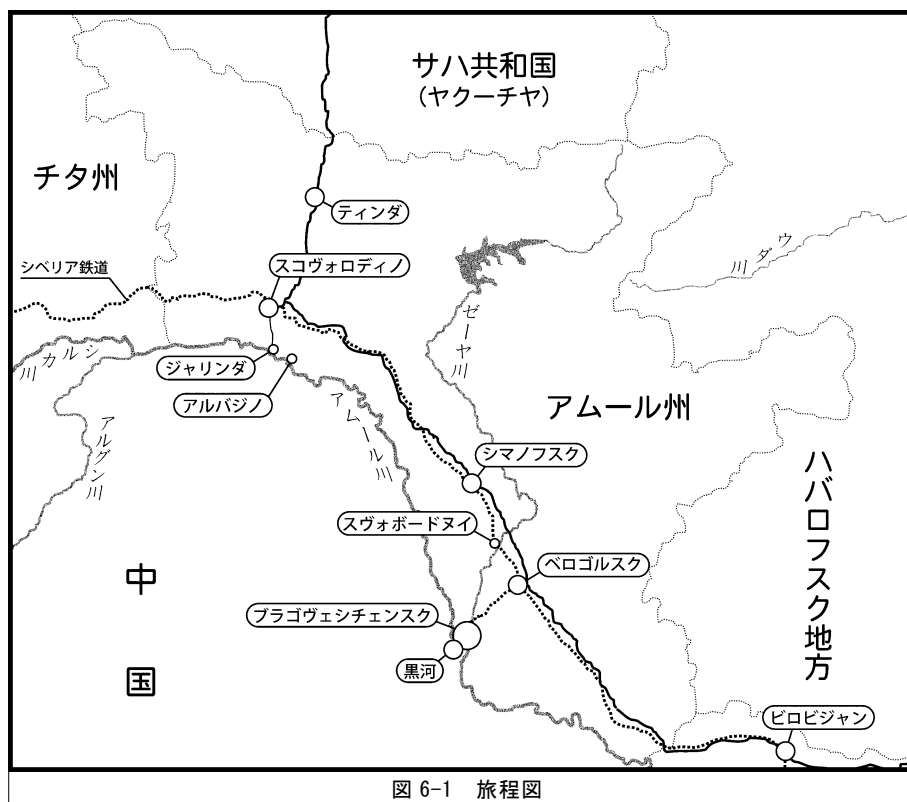 サハ共和国
(ヤクーチヤ)
チタ州
ティンダ
スコヴォロディノ
シベリア鉄道
ウダ川
ゼーヤ川
シルカ川
ジャリンダ
アルバジノ
アムール川
アルグン川
アムール州
シマノフスク
ハバロフスク地方
スヴォボードヌイ
ベロゴルスク
中国
ブラゴヴェシチェンスク
黒河
ビロビジャン
図 6-1 旅程図